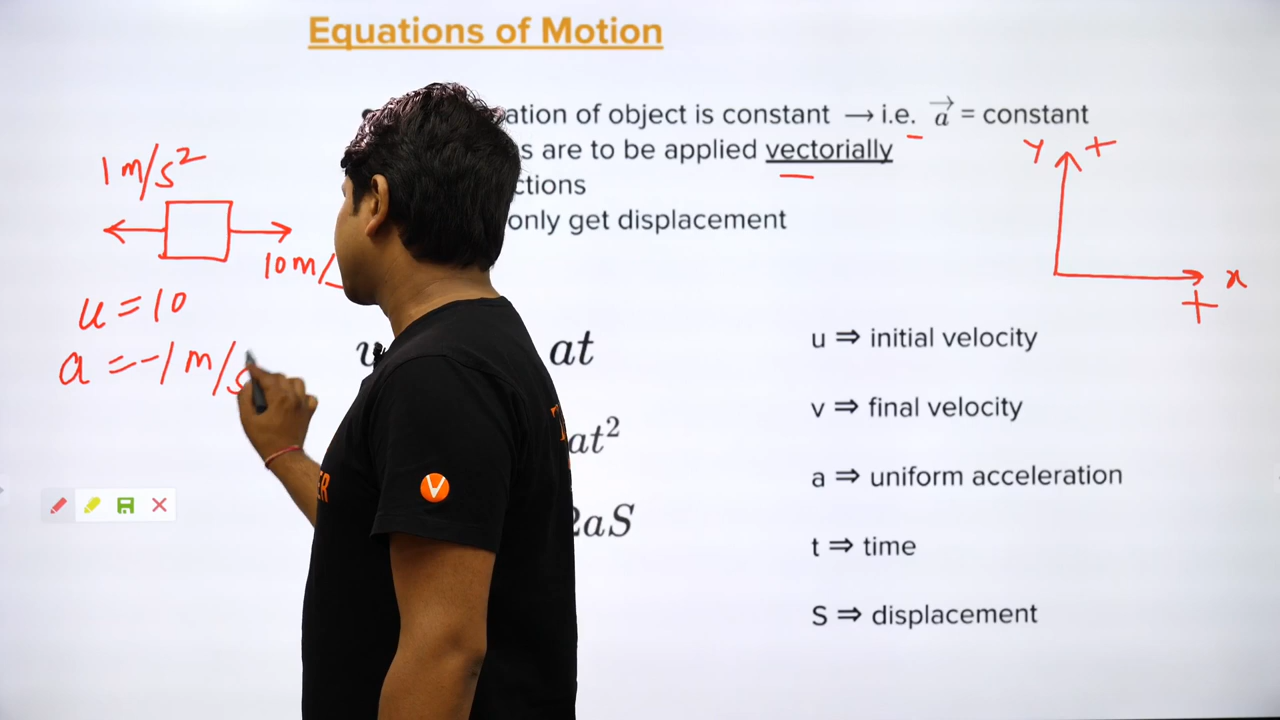 Equations of Motion
ation of object is constant → i.e. a⃗ = constant
s are to be applied vectorially
ctions
only get displacement
1 m/s²
10 m/
u = 10
a = -1 m/s
y +
x
+
at
at²
2aS
u ⇒ initial velocity
v ⇒ final velocity
a ⇒ uniform acceleration
t ⇒ time
S ⇒ displacement
V
ER